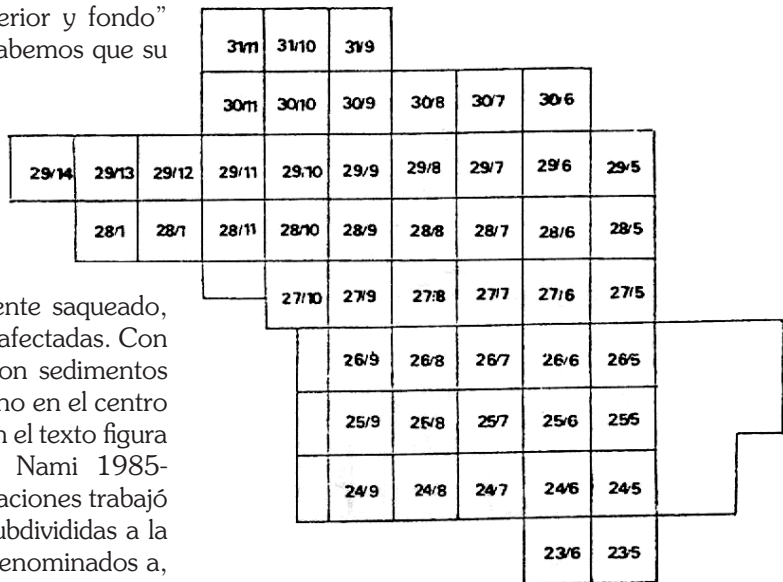 erior y fondo”
abemos que su
ente saqueado,
afectadas. Con
on sedimentos
no en el centro
n el texto figura
Nami 1985-
aciones trabajó
ubdivididas a la
enominados a,
31/11 31/10 31/9
30/11 30/10 30/9 30/8 30/7 30/6
29/14 29/13 29/12 29/11 29/10 29/9 29/8 29/7 29/6 29/5
28/1 28/1 28/11 28/10 28/9 28/8 28/7 28/6 28/5
27/10 27/9 27/8 27/7 27/6 27/5
26/9 26/8 26/7 26/6 26/5
25/9 25/8 25/7 25/6 25/5
24/9 24/8 24/7 24/6 24/5
23/6 23/5